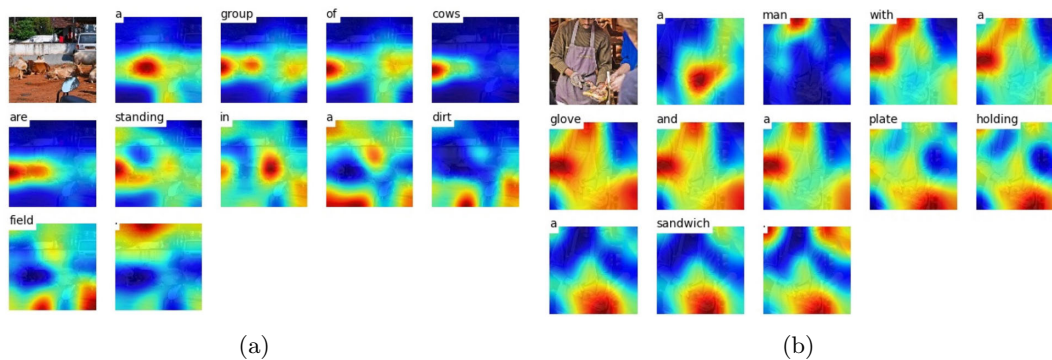 a group of cows
are standing in a dirt
field .
(a)
a man with a
glove and a plate holding
a sandwich .
(b)